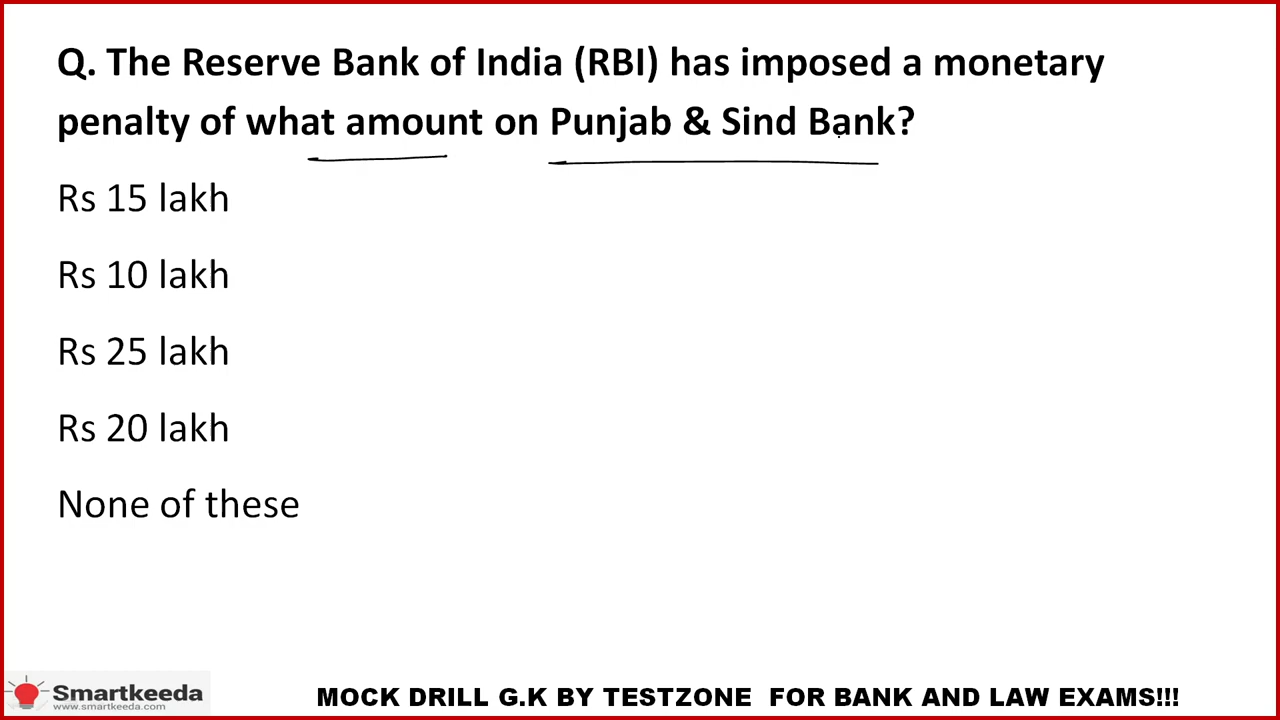 Q. The Reserve Bank of India (RBI) has imposed a monetary
penalty of what amount on Punjab & Sind Bank?
Rs 15 lakh
Rs 10 lakh
Rs 25 lakh
Rs 20 lakh
None of these
Smartkeeda
www.smartkeeda.com
MOCK DRILL G.K BY TESTZONE FOR BANK AND LAW EXAMS!!!